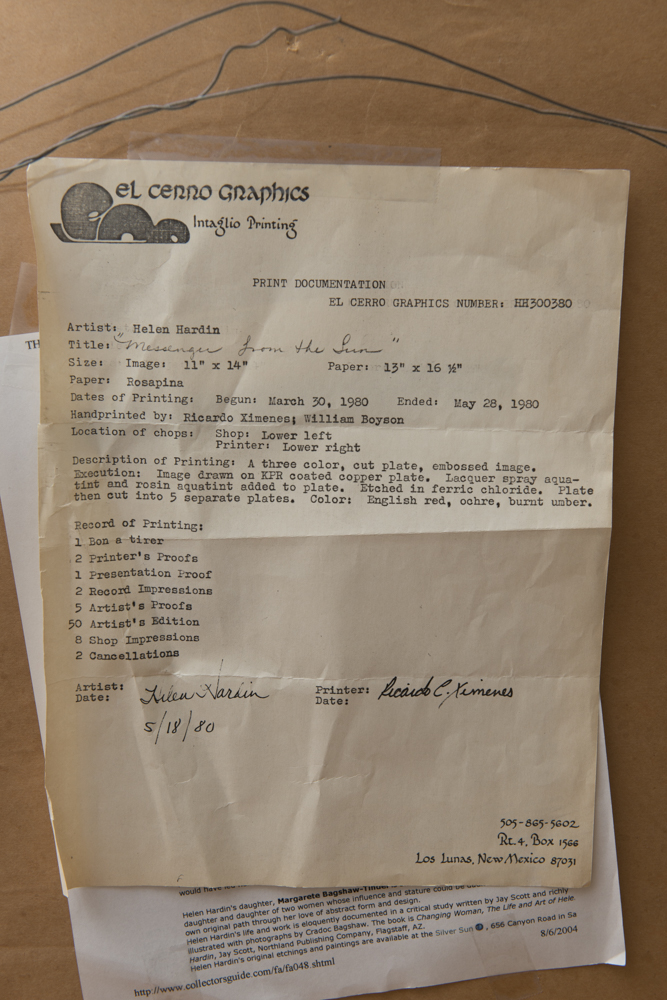 eL CERRO GRAPhICS
Intaglio Printing
PRINT DOCUMENTATION
EL CERRO GRAPHICS NUMBER: HH300380
Artist: Helen Hardin
Title: "Messenger from the Sun"
Size: Image: 11" x 14" Paper: 13" x 16 ½"
Paper: Rosapina
Dates of Printing: Begun: March 30, 1980 Ended: May 28, 1980
Handprinted by: Ricardo Ximenes; William Boyson
Location of chops: Shop: Lower left
Printer: Lower right
Description of Printing: A three color, cut plate, embossed image.
Execution: Image drawn on KPR coated copper plate. Lacquer spray aqua-
tint and rosin aquatint added to plate. Etched in ferric chloride. Plate
then cut into 5 separate plates. Color: English red, ochre, burnt umber.
Record of Printing:
1 Bon a tirer
2 Printer's Proofs
1 Presentation Proof
2 Record Impressions
5 Artist's Proofs
50 Artist's Edition
8 Shop Impressions
2 Cancellations
Artist: Helen Hardin Printer: Ricardo C. Ximenes
Date: Date:
5/18/80
505-865-5602
Rt. 4, Box 1566
Los Lunas, New Mexico 87031
TH
would have
Helen Hardin's daughter, Margarete Bagshaw-
daughter and daughter of two women whose influence and stature could be
own original path through her love of abstract form and design.
Helen Hardin's life and work is eloquently documented in a critical study written by Jay Scott and richly
illustrated with photographs by Cradoc Bagshaw. The book is Changing Woman, The Life and Art of Helen
Hardin, Jay Scott, Northland Publishing Company, Flagstaff, AZ.
Helen Hardin's original etchings and paintings are available at the Silver Sun, 656 Canyon Road in Sa
8/6/2004
http://www.collectorsguide.com/fa/fa048.shtml